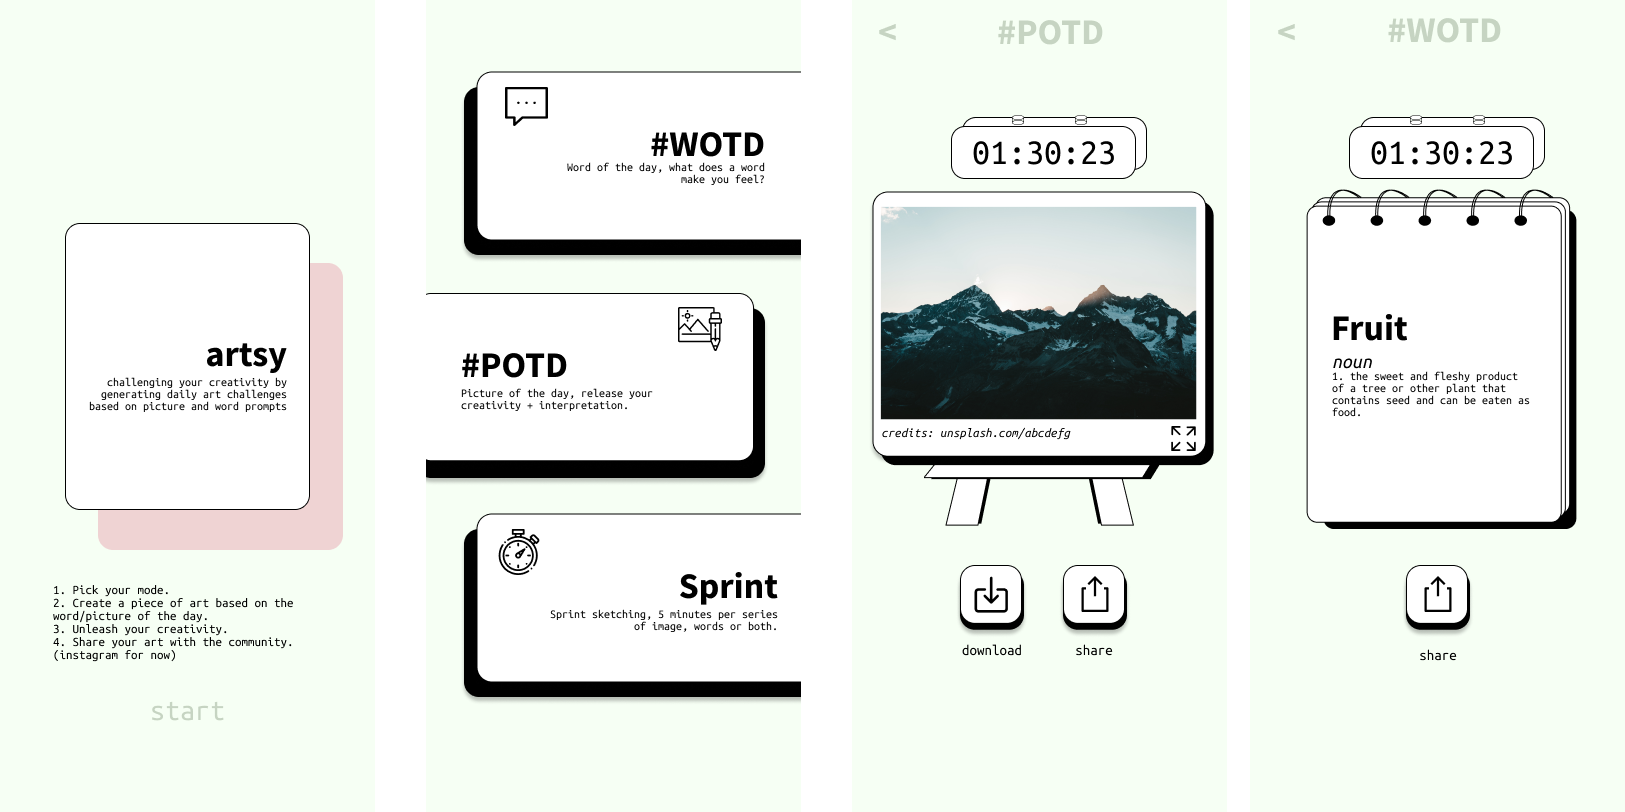 artsy
challenging your creativity by
generating daily art challenges
based on picture and word prompts
1. Pick your mode.
2. Create a piece of art based on the
word/picture of the day.
3. Unleash your creativity.
4. Share your art with the community.
(instagram for now)
start
#WOTD
Word of the day, what does a word
make you feel?
#POTD
Picture of the day, release your
creativity + interpretation.
Sprint
Sprint sketching, 5 minutes per series
of image, words or both.
< #POTD
01:30:23
credits: unsplash.com/abcdefg
download share
< #WOTD
01:30:23
Fruit
noun
1. the sweet and fleshy product
of a tree or other plant that
contains seed and can be eaten as
food.
share